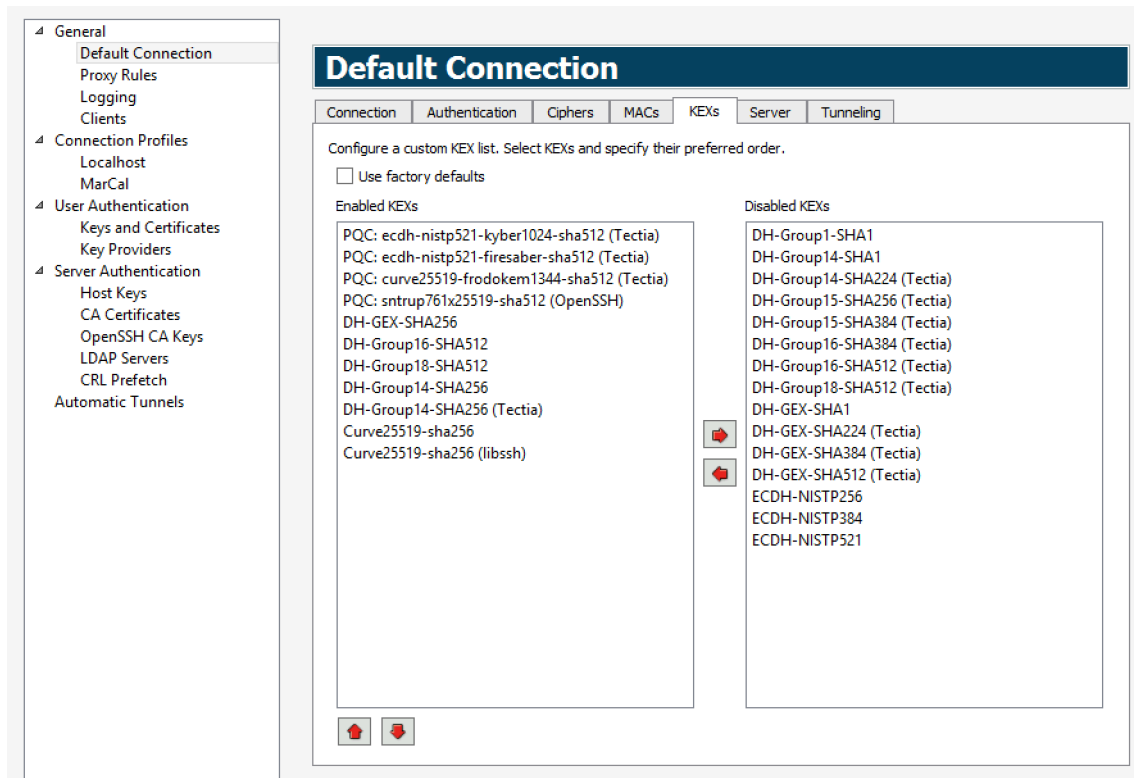 General
Default Connection
Proxy Rules
Logging
Clients
Connection Profiles
Localhost
MarCal
User Authentication
Keys and Certificates
Key Providers
Server Authentication
Host Keys
CA Certificates
OpenSSH CA Keys
LDAP Servers
CRL Prefetch
Automatic Tunnels
Default Connection
Connection Authentication Ciphers MACs KEXs Server Tunneling
Configure a custom KEX list. Select KEXs and specify their preferred order.
Use factory defaults
Enabled KEXs
PQC: ecdh-nistp521-kyber1024-sha512 (Tectia)
PQC: ecdh-nistp521-firesaber-sha512 (Tectia)
PQC: curve25519-frodokem1344-sha512 (Tectia)
PQC: sntrup761x25519-sha512 (OpenSSH)
DH-GEX-SHA256
DH-Group16-SHA512
DH-Group18-SHA512
DH-Group14-SHA256
DH-Group14-SHA256 (Tectia)
Curve25519-sha256
Curve25519-sha256 (libssh)
Disabled KEXs
DH-Group1-SHA1
DH-Group14-SHA1
DH-Group14-SHA224 (Tectia)
DH-Group15-SHA256 (Tectia)
DH-Group15-SHA384 (Tectia)
DH-Group16-SHA384 (Tectia)
DH-Group16-SHA512 (Tectia)
DH-Group18-SHA512 (Tectia)
DH-GEX-SHA1
DH-GEX-SHA224 (Tectia)
DH-GEX-SHA384 (Tectia)
DH-GEX-SHA512 (Tectia)
ECDH-NISTP256
ECDH-NISTP384
ECDH-NISTP521